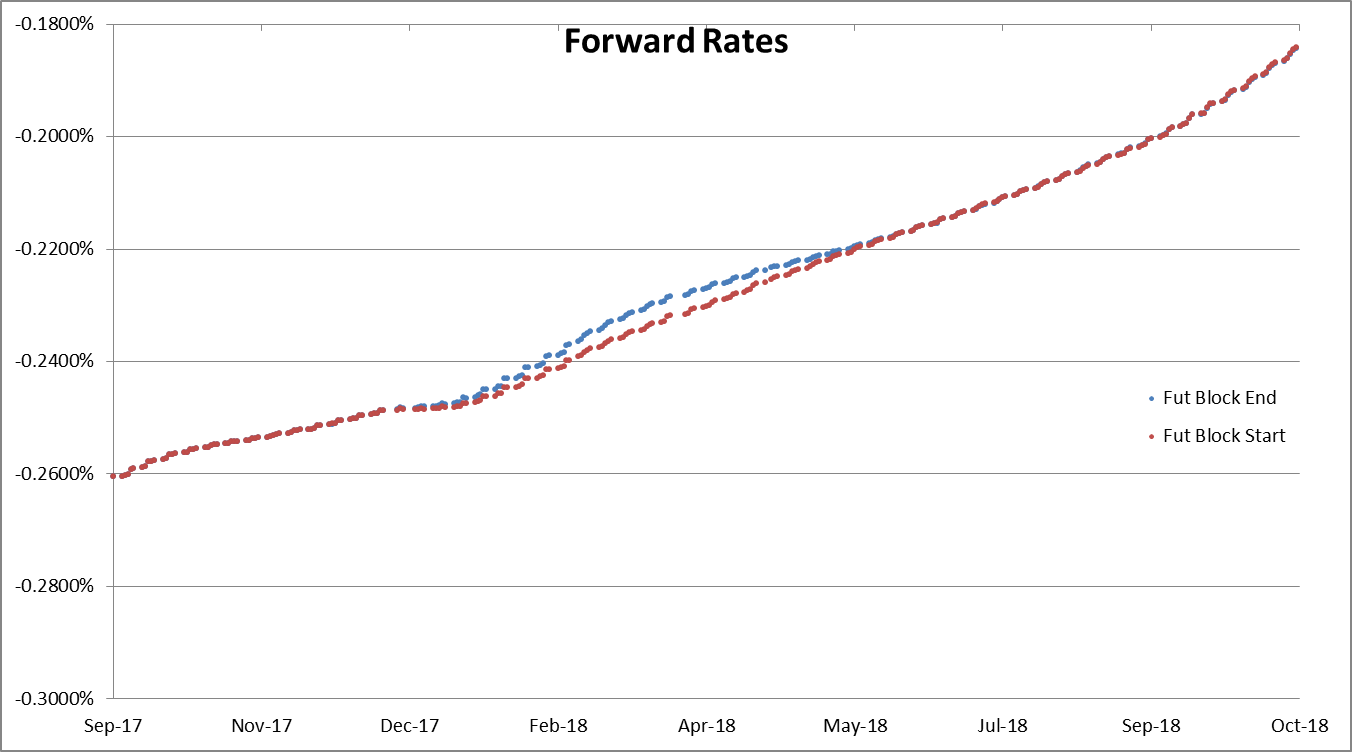 Forward Rates
-0.1800%
-0.2000%
-0.2200%
-0.2400%
-0.2600%
-0.2800%
-0.3000%
Fut Block End
Fut Block Start
Sep-17 Nov-17 Dec-17 Feb-18 Apr-18 May-18 Jul-18 Sep-18 Oct-18